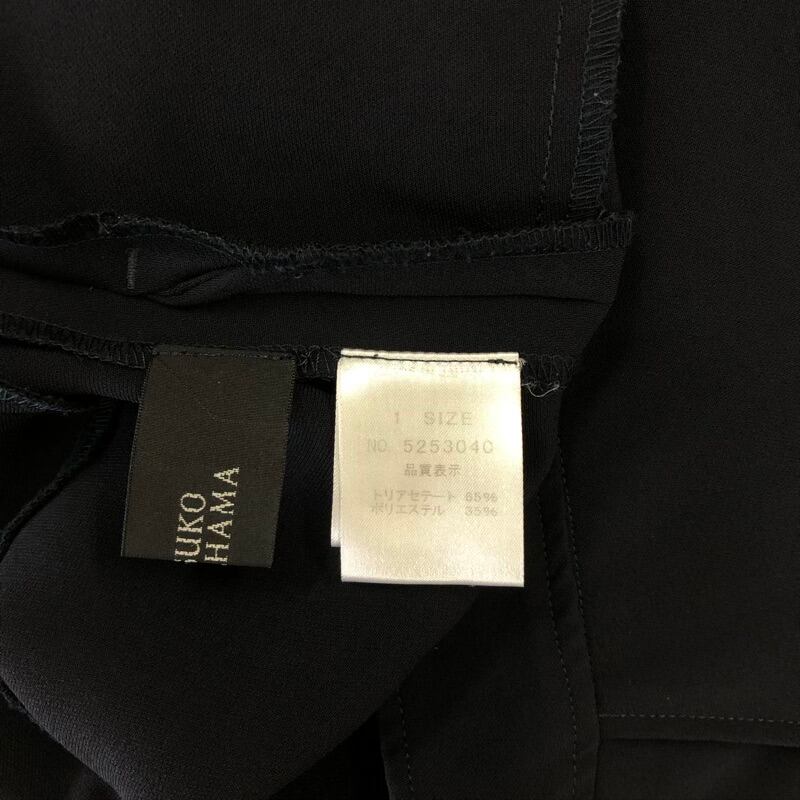 SUKO
HAMA
1 SIZE
NO. 525304C
品質表示
トリアセテート 65%
ポリエステル 35%